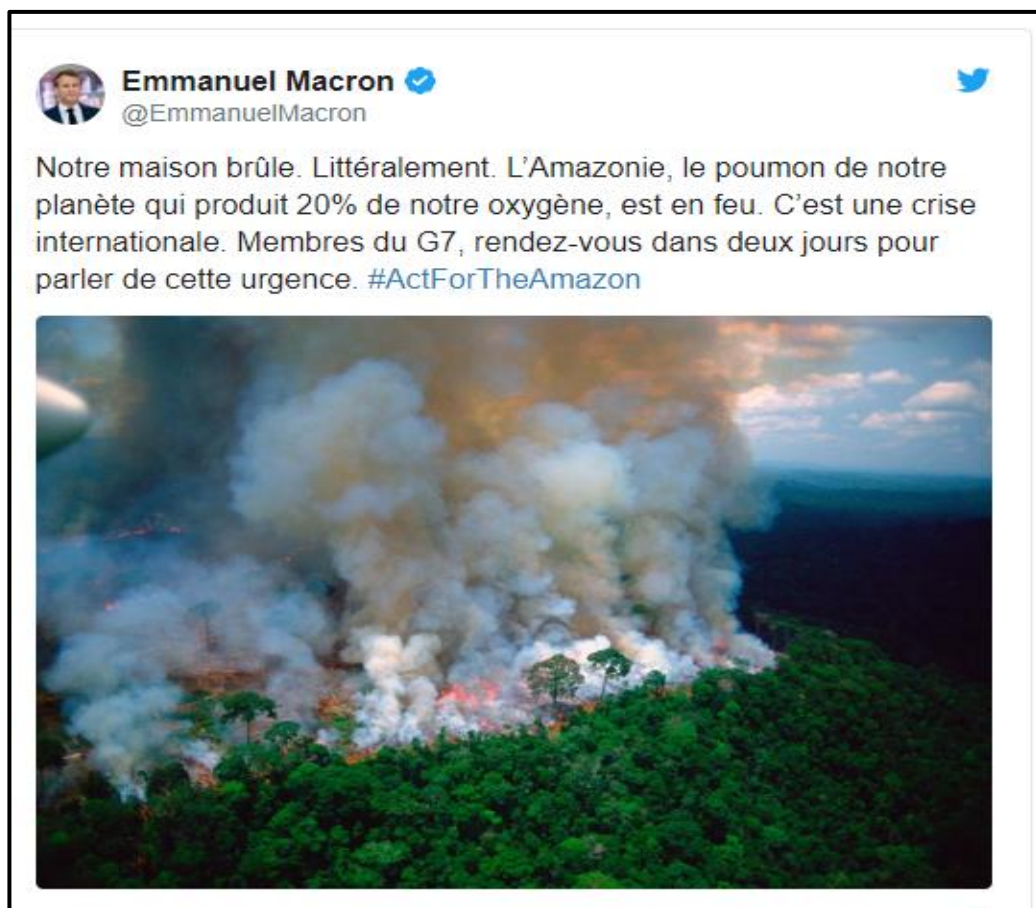 Emmanuel Macron
@EmmanuelMacron
Notre maison brûle. Littéralement. L’Amazonie, le poumon de notre
planète qui produit 20% de notre oxygène, est en feu. C’est une crise
internationale. Membres du G7, rendez-vous dans deux jours pour
parler de cette urgence. #ActForTheAmazon